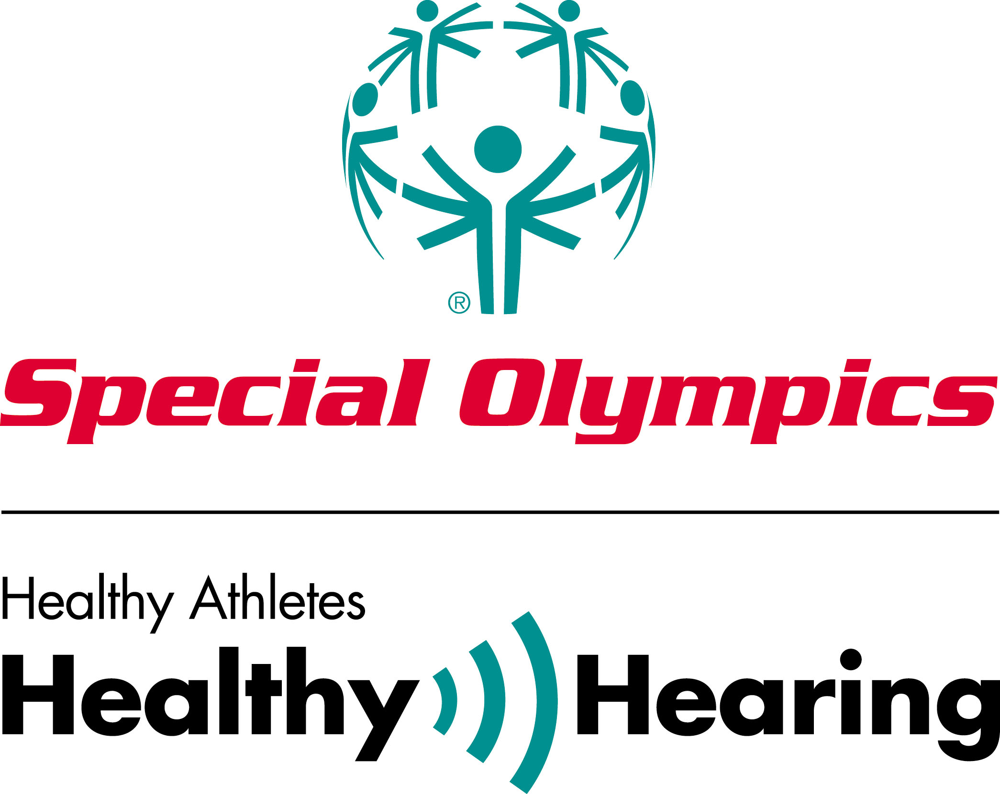 ®
Special Olympics
Healthy Athletes
Healthy Hearing